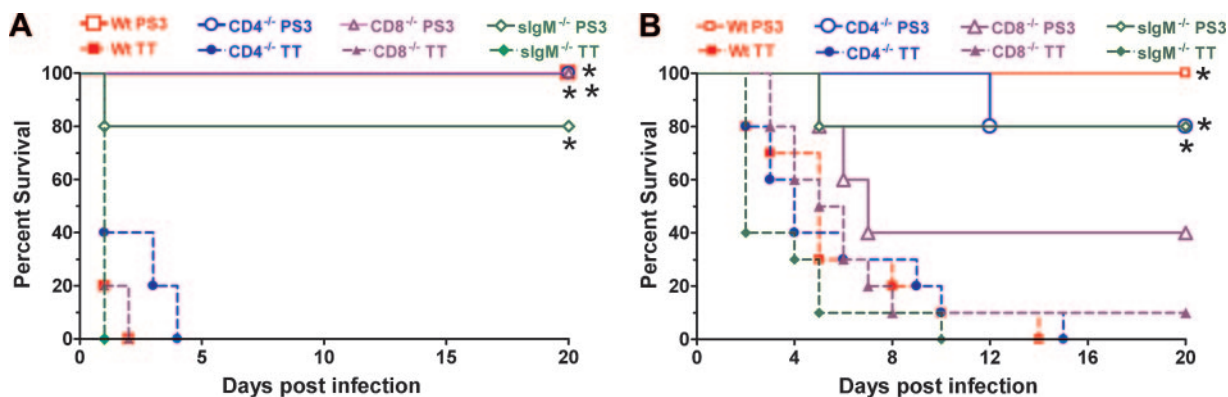 A
Wt PS3 CD4-/- PS3 CD8-/- PS3 sIgM-/- PS3
Wt TT CD4-/- TT CD8-/- TT sIgM-/- TT
Percent Survival
100
80
60
40
20
0
0 5 10 15 20
Days post infection
*
* *
*
B
Wt PS3 CD4-/- PS3 CD8-/- PS3 sIgM-/- PS3
Wt TT CD4-/- TT CD8-/- TT sIgM-/- TT
Percent Survival
100
80
60
40
20
0
0 4 8 12 16 20
Days post infection
*
*
*